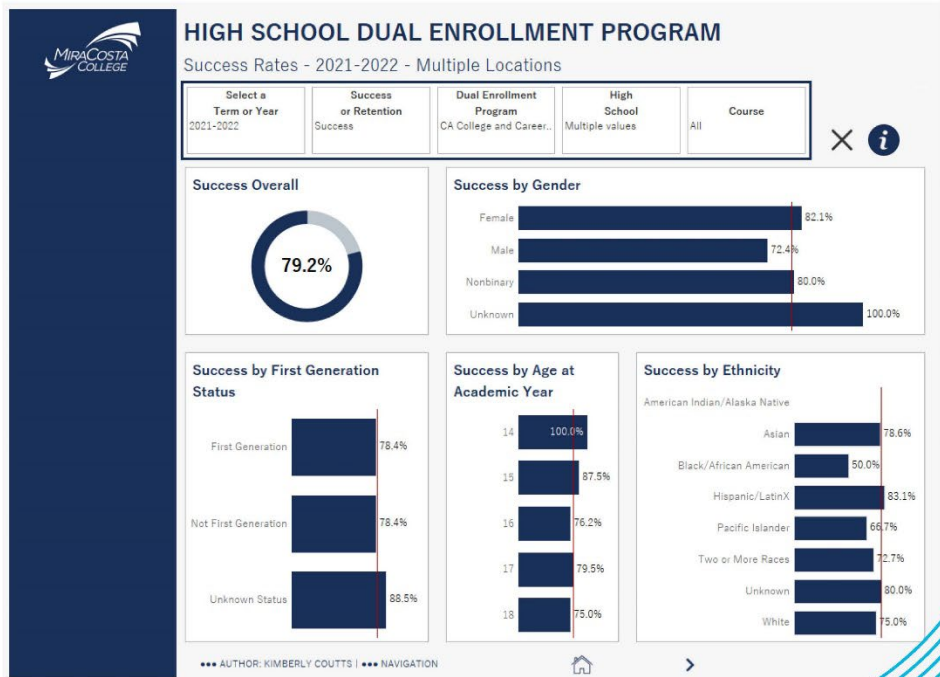 MIRACOSTA
COLLEGE
HIGH SCHOOL DUAL ENROLLMENT PROGRAM
Success Rates - 2021-2022 - Multiple Locations
Select a
Term or Year
2021-2022
Success
or Retention
Success
Dual Enrollment
Program
CA College and Career..
High
School
Multiple values
Course
All
i
Success Overall
79.2%
Success by Gender
Female 82.1%
Male 72.4%
Nonbinary 80.0%
Unknown 100.0%
Success by First Generation
Status
First Generation 78.4%
Not First Generation 78.4%
Unknown Status 88.5%
Success by Age at
Academic Year
14 100.0%
15 87.5%
16 76.2%
17 79.5%
18 75.0%
Success by Ethnicity
American Indian/Alaska Native
Asian 78.6%
Black/African American 50.0%
Hispanic/LatinX 83.1%
Pacific Islander 66.7%
Two or More Races 72.7%
Unknown 80.0%
White 75.0%
••• AUTHOR: KIMBERLY COUTTS | ••• NAVIGATION